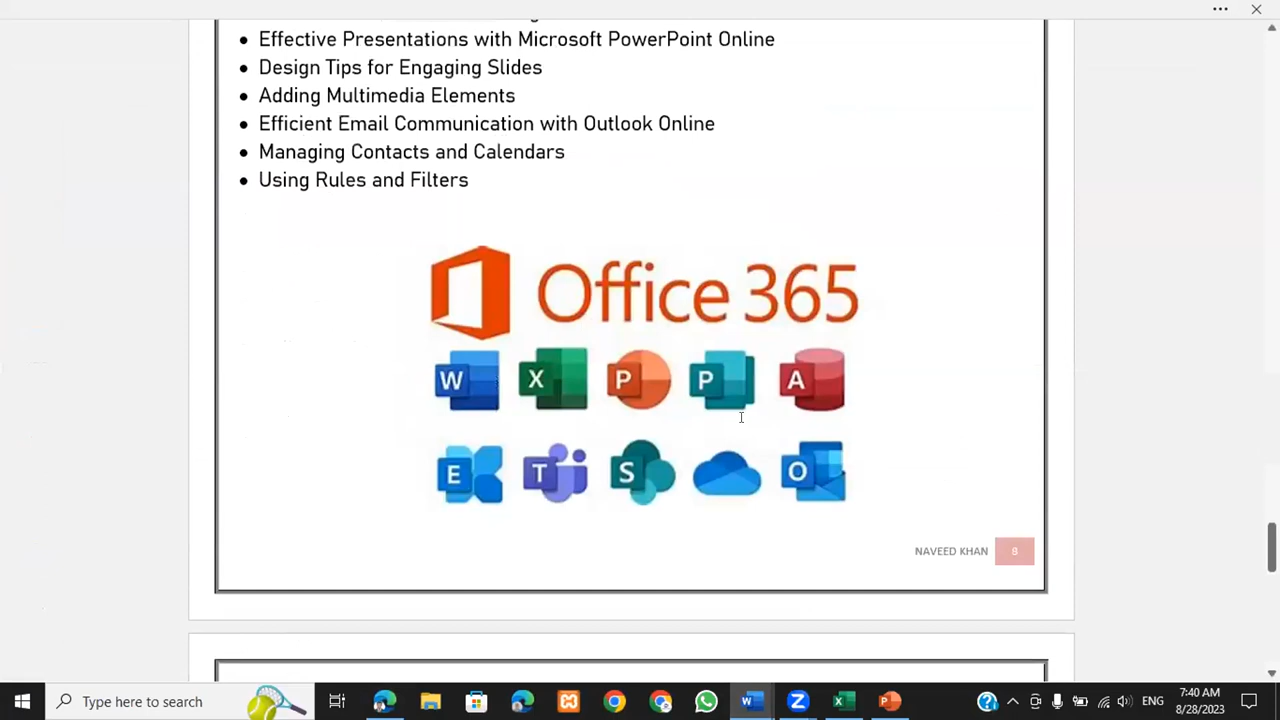 Effective Presentations with Microsoft PowerPoint Online
Design Tips for Engaging Slides
Adding Multimedia Elements
Efficient Email Communication with Outlook Online
Managing Contacts and Calendars
Using Rules and Filters
Office 365
W X P P A
E T S O
NAVEED KHAN 8
Type here to search
ENG
7:40 AM
8/28/2023